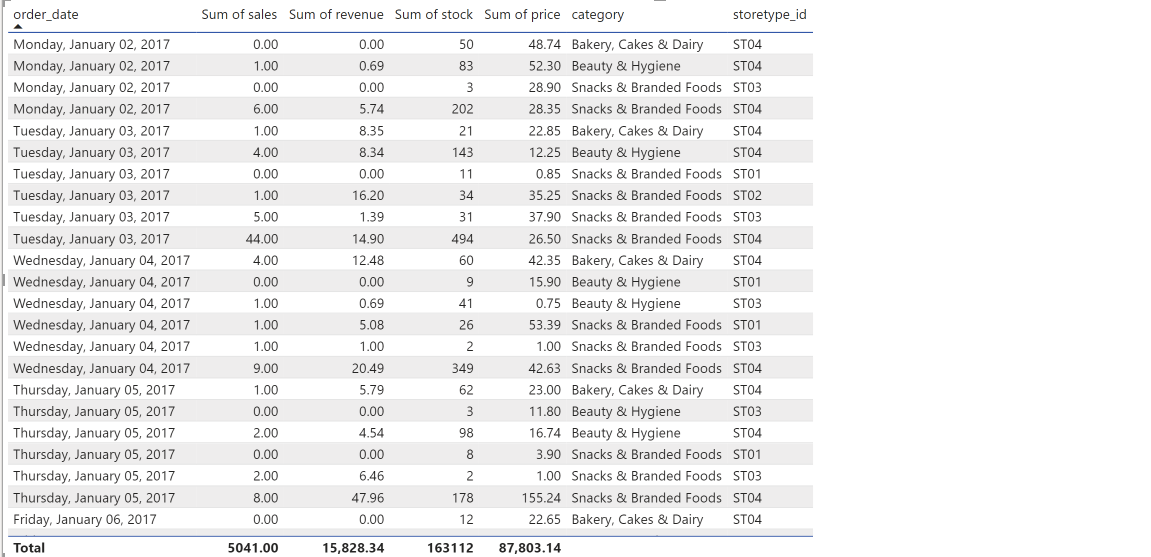 order_date Sum of sales Sum of revenue Sum of stock Sum of price category storetype_id
Monday, January 02, 2017 0.00 0.00 50 48.74 Bakery, Cakes & Dairy ST04
Monday, January 02, 2017 1.00 0.69 83 52.30 Beauty & Hygiene ST04
Monday, January 02, 2017 0.00 0.00 3 28.90 Snacks & Branded Foods ST03
Monday, January 02, 2017 6.00 5.74 202 28.35 Snacks & Branded Foods ST04
Tuesday, January 03, 2017 1.00 8.35 21 22.85 Bakery, Cakes & Dairy ST04
Tuesday, January 03, 2017 4.00 8.34 143 12.25 Beauty & Hygiene ST04
Tuesday, January 03, 2017 0.00 0.00 11 0.85 Snacks & Branded Foods ST01
Tuesday, January 03, 2017 1.00 16.20 34 35.25 Snacks & Branded Foods ST02
Tuesday, January 03, 2017 5.00 1.39 31 37.90 Snacks & Branded Foods ST03
Tuesday, January 03, 2017 44.00 14.90 494 26.50 Snacks & Branded Foods ST04
Wednesday, January 04, 2017 4.00 12.48 60 42.35 Bakery, Cakes & Dairy ST04
Wednesday, January 04, 2017 0.00 0.00 9 15.90 Beauty & Hygiene ST01
Wednesday, January 04, 2017 1.00 0.69 41 0.75 Beauty & Hygiene ST03
Wednesday, January 04, 2017 1.00 5.08 26 53.39 Snacks & Branded Foods ST01
Wednesday, January 04, 2017 1.00 1.00 2 1.00 Snacks & Branded Foods ST03
Wednesday, January 04, 2017 9.00 20.49 349 42.63 Snacks & Branded Foods ST04
Thursday, January 05, 2017 1.00 5.79 62 23.00 Bakery, Cakes & Dairy ST04
Thursday, January 05, 2017 0.00 0.00 3 11.80 Beauty & Hygiene ST03
Thursday, January 05, 2017 2.00 4.54 98 16.74 Beauty & Hygiene ST04
Thursday, January 05, 2017 0.00 0.00 8 3.90 Snacks & Branded Foods ST01
Thursday, January 05, 2017 2.00 6.46 2 1.00 Snacks & Branded Foods ST03
Thursday, January 05, 2017 8.00 47.96 178 155.24 Snacks & Branded Foods ST04
Friday, January 06, 2017 0.00 0.00 12 22.65 Bakery, Cakes & Dairy ST04
Total 5041.00 15,828.34 163112 87,803.14